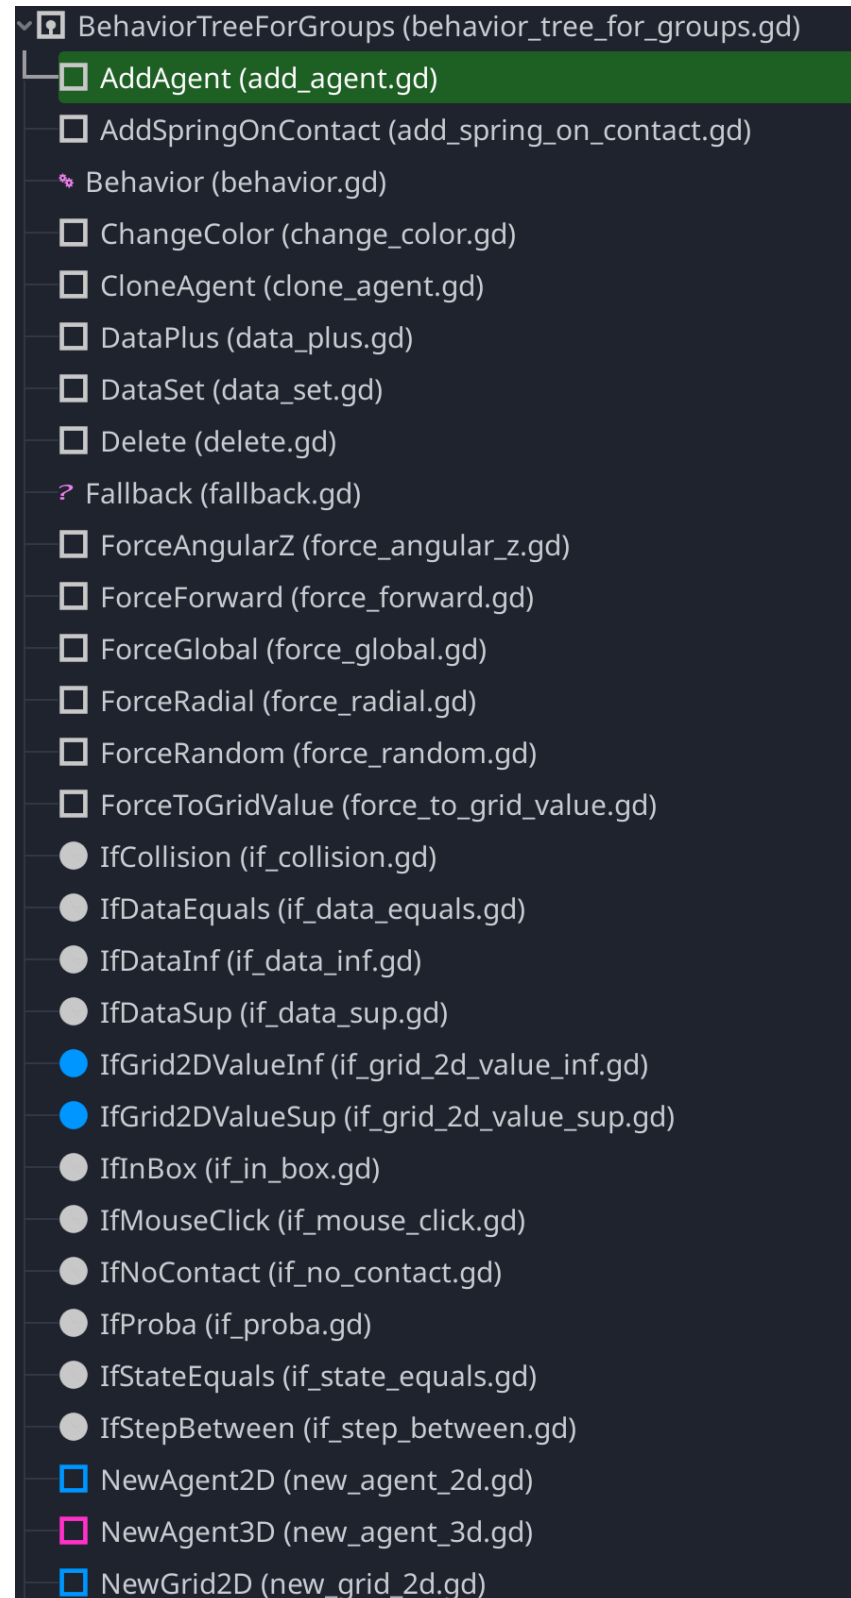 BehaviorTreeForGroups (behavior_tree_for_groups.gd)
AddAgent (add_agent.gd)
AddSpringOnContact (add_spring_on_contact.gd)
Behavior (behavior.gd)
ChangeColor (change_color.gd)
CloneAgent (clone_agent.gd)
DataPlus (data_plus.gd)
DataSet (data_set.gd)
Delete (delete.gd)
? Fallback (fallback.gd)
ForceAngularZ (force_angular_z.gd)
ForceForward (force_forward.gd)
ForceGlobal (force_global.gd)
ForceRadial (force_radial.gd)
ForceRandom (force_random.gd)
ForceToGridValue (force_to_grid_value.gd)
IfCollision (if_collision.gd)
IfDataEquals (if_data_equals.gd)
IfDataInf (if_data_inf.gd)
IfDataSup (if_data_sup.gd)
IfGrid2DValueInf (if_grid_2d_value_inf.gd)
IfGrid2DValueSup (if_grid_2d_value_sup.gd)
IfInBox (if_in_box.gd)
IfMouseClick (if_mouse_click.gd)
IfNoContact (if_no_contact.gd)
IfProba (if_proba.gd)
IfStateEquals (if_state_equals.gd)
IfStepBetween (if_step_between.gd)
NewAgent2D (new_agent_2d.gd)
NewAgent3D (new_agent_3d.gd)
NewGrid2D (new_grid_2d.gd)